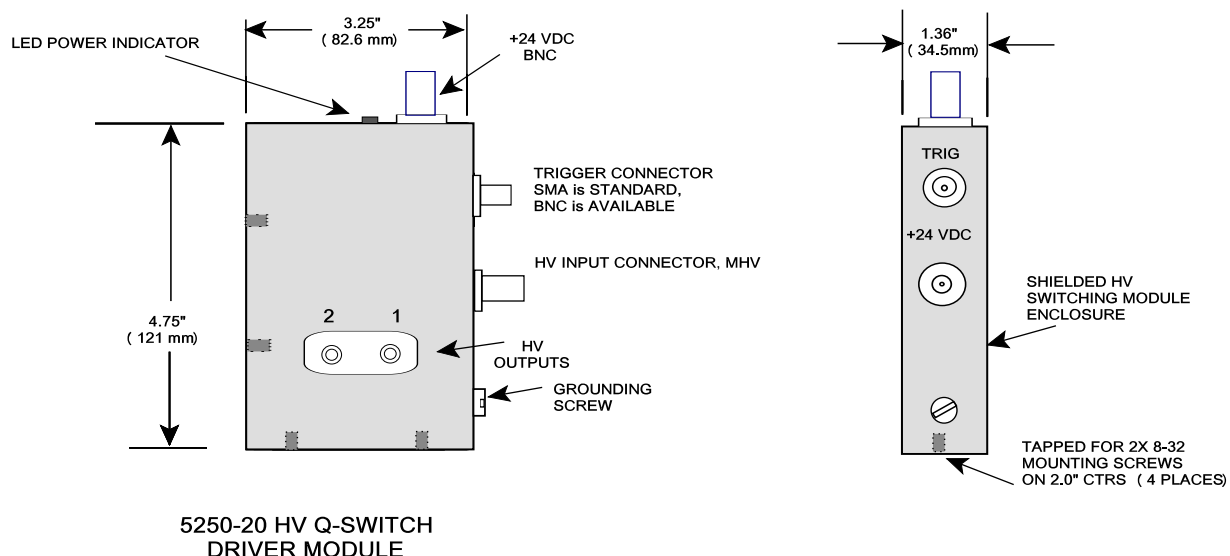 3.25"
( 82.6 mm)
LED POWER INDICATOR
+24 VDC
BNC
4.75"
( 121 mm)
TRIGGER CONNECTOR
SMA is STANDARD,
BNC is AVAILABLE
HV INPUT CONNECTOR, MHV
2 1
HV
OUTPUTS
GROUNDING
SCREW
5250-20 HV Q-SWITCH
DRIVER MODULE
1.36"
( 34.5mm)
TRIG
+24 VDC
SHIELDED HV
SWITCHING MODULE
ENCLOSURE
TAPPED FOR 2X 8-32
MOUNTING SCREWS
ON 2.0" CTRS ( 4 PLACES)